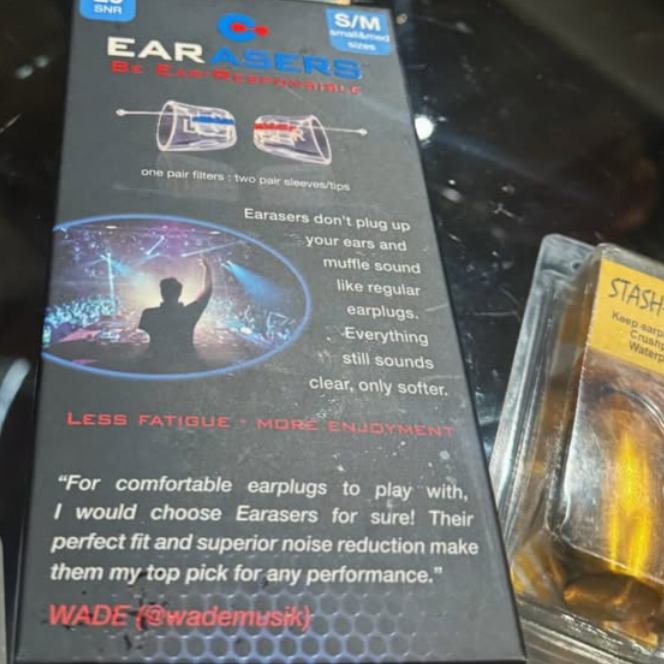 SNR
S/M
small&med
sizes
EARASERS
BE EAR-RESPONSIBLE
one pair filters : two pair sleeves/tips
Earasers don't plug up
your ears and
muffle sound
like regular
earplugs.
Everything
still sounds
clear, only softer.
LESS FATIGUE - MORE ENJOYMENT
“For comfortable earplugs to play with,
I would choose Earasers for sure! Their
perfect fit and superior noise reduction make
them my top pick for any performance.”
WADE (@wademusik)
STASH
Keep